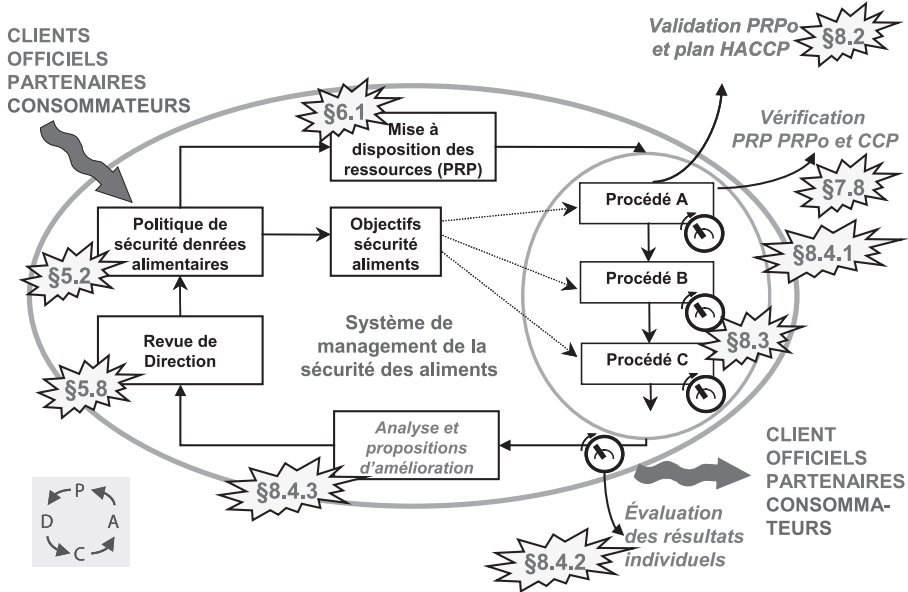 Validation PRPo
et plan HACCP
§8.2
CLIENTS
OFFICIELS
PARTENAIRES
CONSOMMATEURS
§6.1
Mise à
disposition des
ressources (PRP)
Vérification
PRP PRPo et CCP
§7.8
Politique de
sécurité denrées
alimentaires
§5.2
Objectifs
sécurité
aliments
Procédé A
§8.4.1
Procédé B
Revue de
Direction
§5.8
Système de
management de la
sécurité des aliments
§8.3
Procédé C
Analyse et
propositions
d'amélioration
§8.4.3
CLIENT
OFFICIELS
PARTENAIRES
CONSOMMA-
TEURS
P
D
A
C
Évaluation
des résultats
individuels
§8.4.2